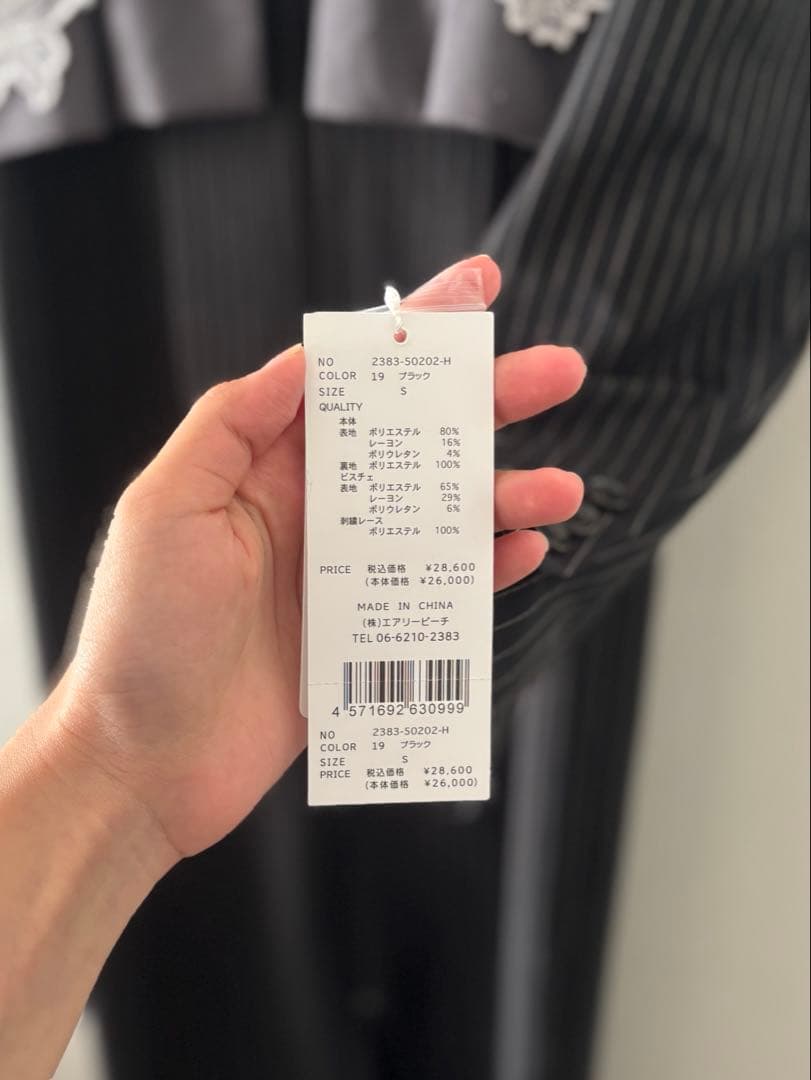 NO 2383-50202-H
COLOR 19 ブラック
SIZE S
QUALITY
本体
表地 ポリエステル 80%
レーヨン 16%
ポリウレタン 4%
裏地 ポリエステル 100%
ビスチェ
表地 ポリエステル 65%
レーヨン 29%
ポリウレタン 6%
刺繍レース
ポリエステル 100%
PRICE 税込価格 ¥28,600
(本体価格 ¥26,000)
MADE IN CHINA
(株)エアリーピーチ
TEL 06-6210-2383
4 571692 630999
NO 2383-50202-H
COLOR 19 ブラック
SIZE S
PRICE 税込価格 ¥28,600
(本体価格 ¥26,000)